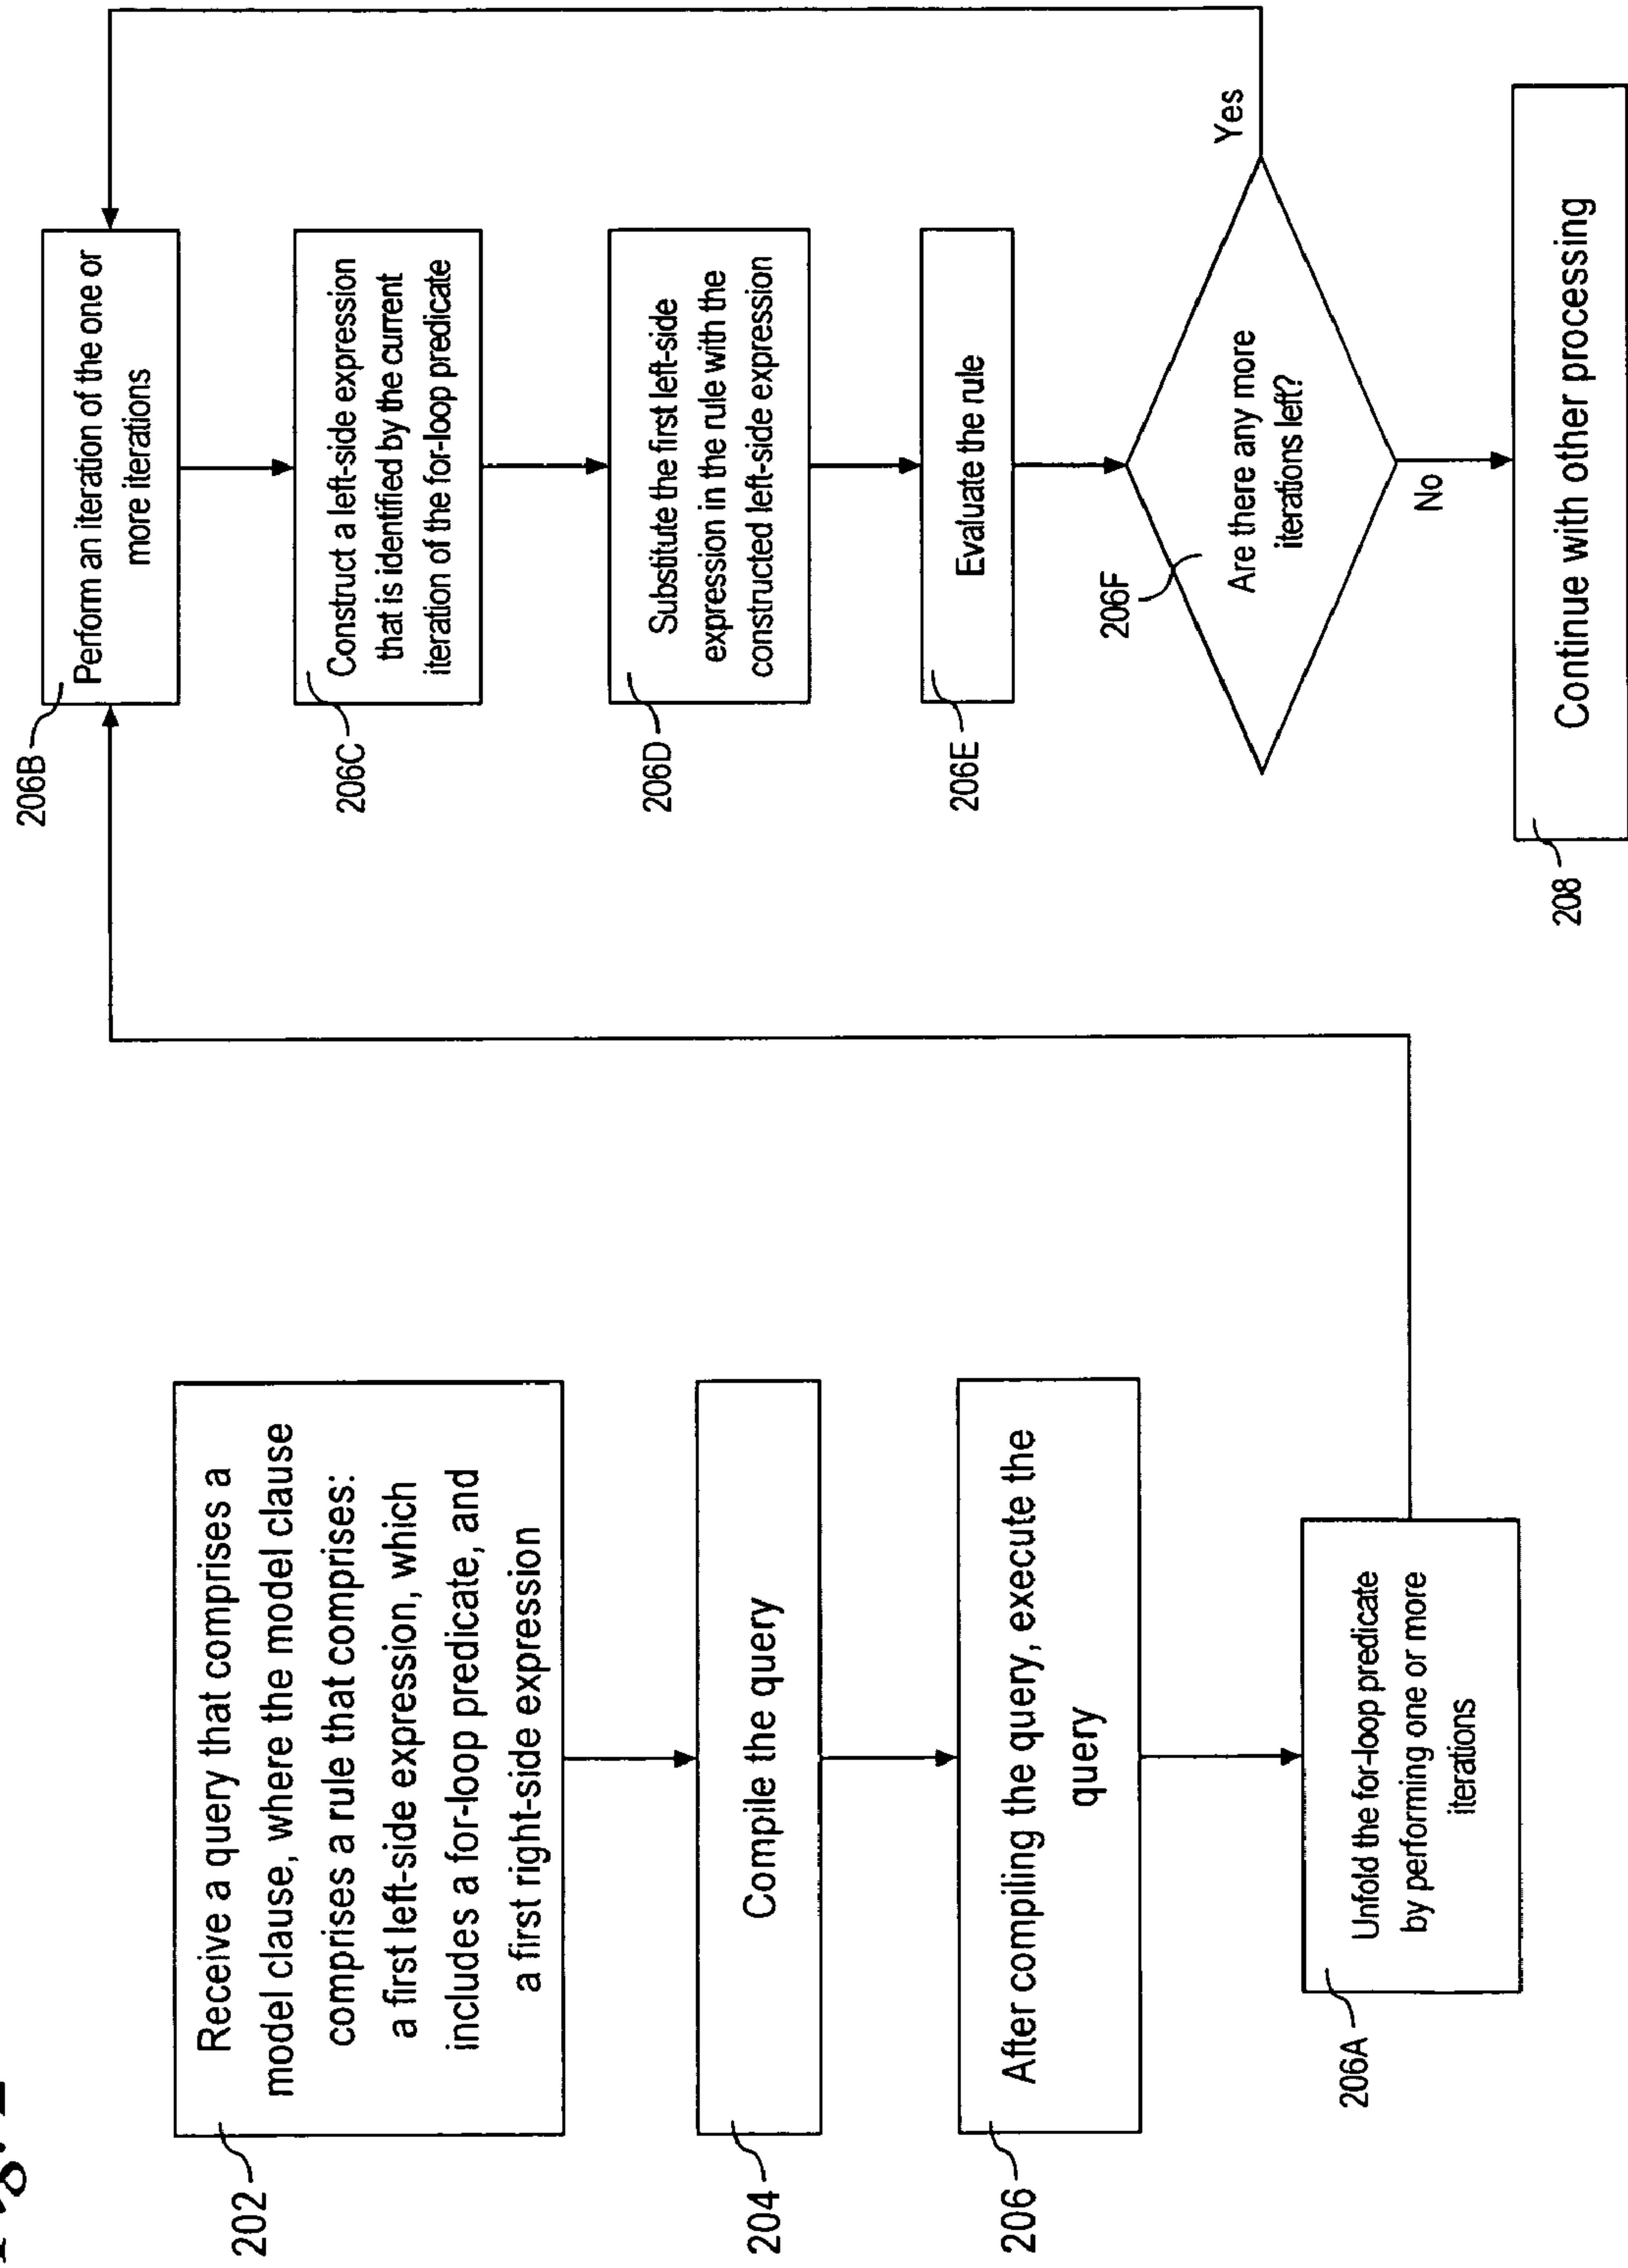 202
Receive a query that comprises a
model clause, where the model clause
comprises a rule that comprises:
a first left-side expression, which
includes a for-loop predicate, and
a first right-side expression
204
Compile the query
206
After compiling the query, execute the
query
206A
Unfold the for-loop predicate
by performing one or more
iterations
206B
Perform an iteration of the one or
more iterations
206C
Construct a left-side expression
that is identified by the current
iteration of the for-loop predicate
206D
Substitute the first left-side
expression in the rule with the
constructed left-side expression
206E
Evaluate the rule
206F
Are there any more
iterations left?
Yes
No
208
Continue with other processing